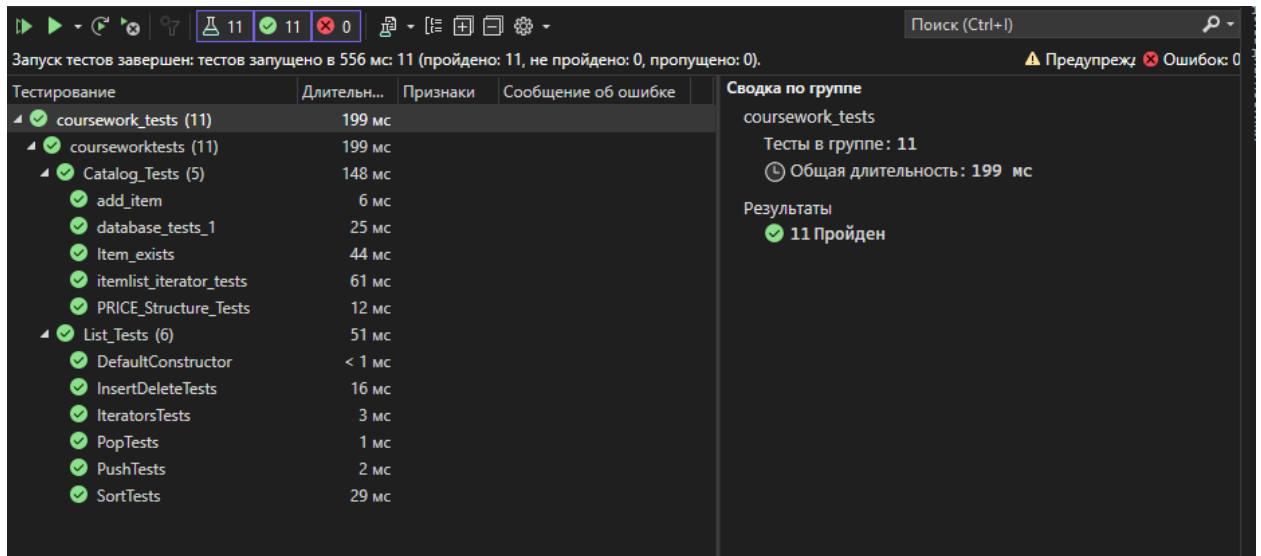 11 11 0 Поиск (Ctrl+I)
Запуск тестов завершен: тестов запущено в 556 мс: 11 (пройдено: 11, не пройдено: 0, пропущено: 0). Предупреж Ошибок: 0
Тестирование Длительн... Признаки Сообщение об ошибке
coursework_tests (11) 199 мс
courseworktests (11) 199 мс
Catalog_Tests (5) 148 мс
add_item 6 мс
database_tests_1 25 мс
Item_exists 44 мс
itemlist_iterator_tests 61 мс
PRICE_Structure_Tests 12 мс
List_Tests (6) 51 мс
DefaultConstructor < 1 мс
InsertDeleteTests 16 мс
IteratorsTests 3 мс
PopTests 1 мс
PushTests 2 мс
SortTests 29 мс
Сводка по группе
coursework_tests
Тесты в группе: 11
Общая длительность: 199 мс
Результаты
11 Пройден